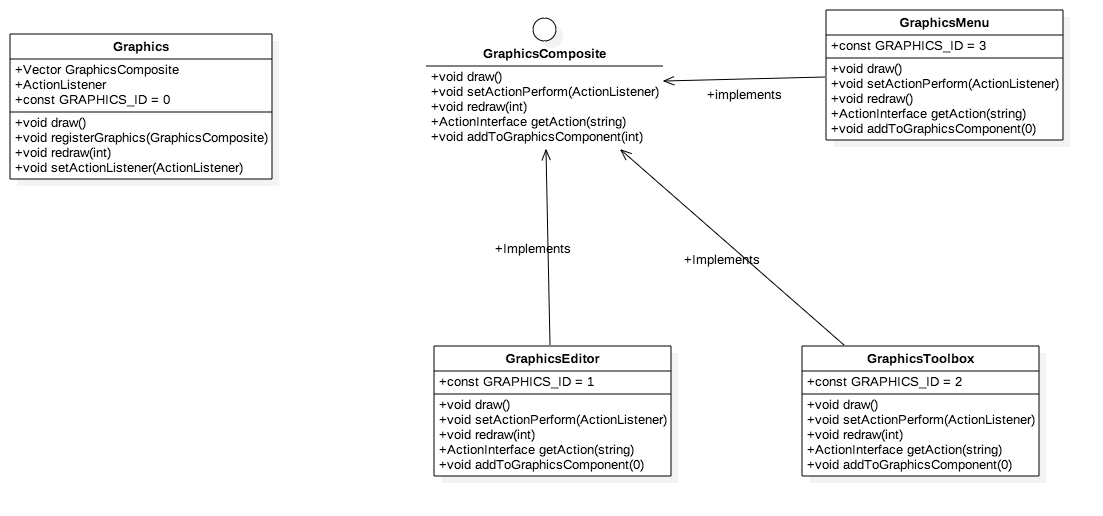 Graphics
+Vector GraphicsComposite
+ActionListener
+const GRAPHICS_ID = 0
+void draw()
+void registerGraphics(GraphicsComposite)
+void redraw(int)
+void setActionListener(ActionListener)
GraphicsComposite
+void draw()
+void setActionPerform(ActionListener)
+void redraw(int)
+ActionInterface getAction(string)
+void addToGraphicsComponent(int)
+implements
GraphicsMenu
+const GRAPHICS_ID = 3
+void draw()
+void setActionPerform(ActionListener)
+void redraw()
+ActionInterface getAction(string)
+void addToGraphicsComponent(0)
+Implements
+Implements
GraphicsEditor
+const GRAPHICS_ID = 1
+void draw()
+void setActionPerform(ActionListener)
+void redraw(int)
+ActionInterface getAction(string)
+void addToGraphicsComponent(0)
GraphicsToolbox
+const GRAPHICS_ID = 2
+void draw()
+void setActionPerform(ActionListener)
+void redraw(int)
+ActionInterface getAction(string)
+void addToGraphicsComponent(0)